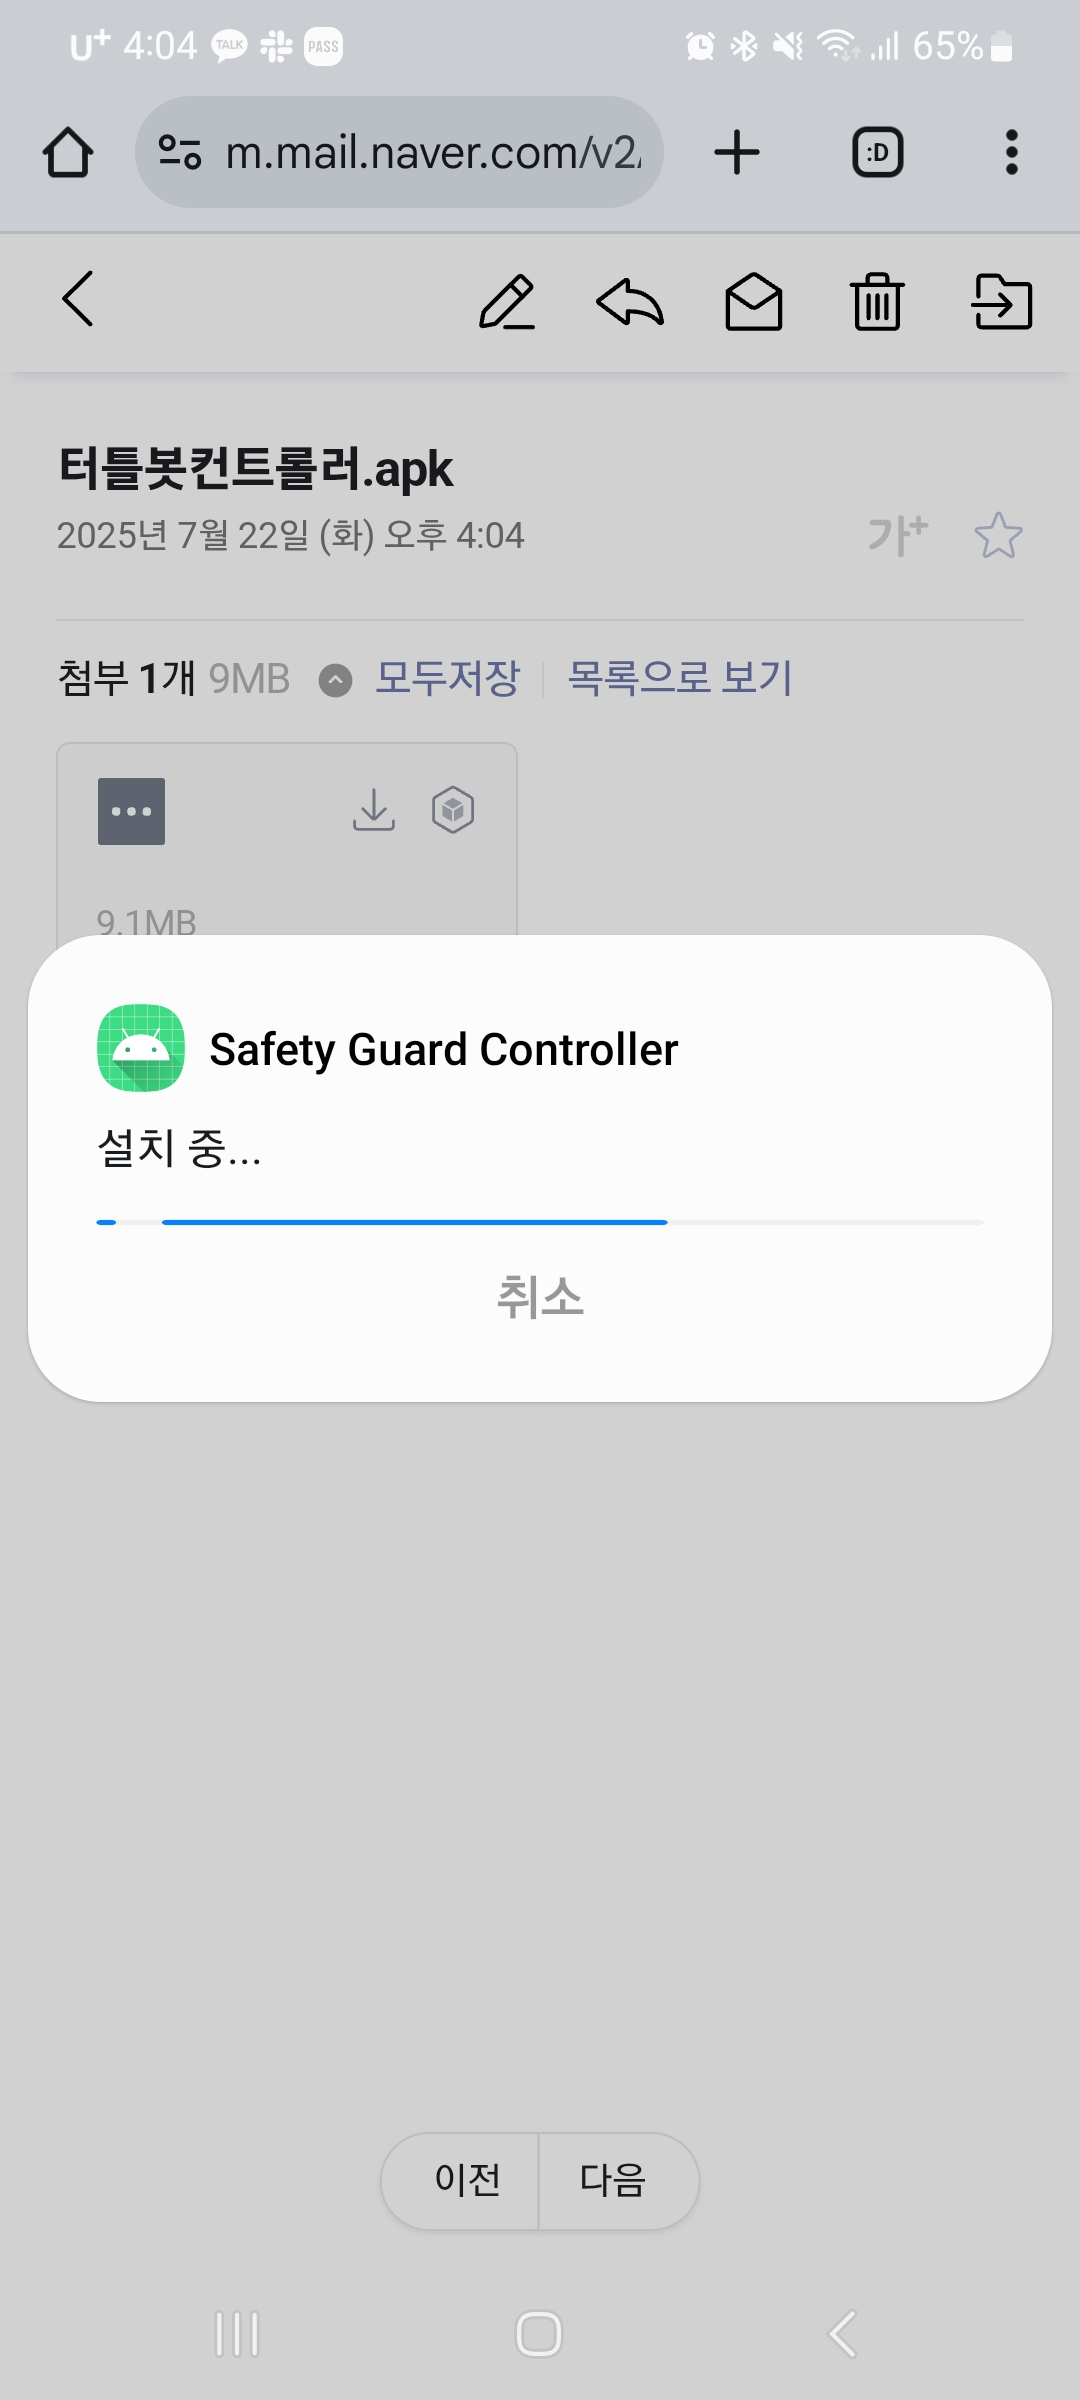 U+ 4:04 TALK PASS 65%
m.mail.naver.com/v2/
:D
터틀봇컨트롤러.apk
2025년 7월 22일 (화) 오후 4:04
가+
첨부 1개 9MB 모두저장 목록으로 보기
9.1MB
Safety Guard Controller
설치 중...
취소
이전 다음